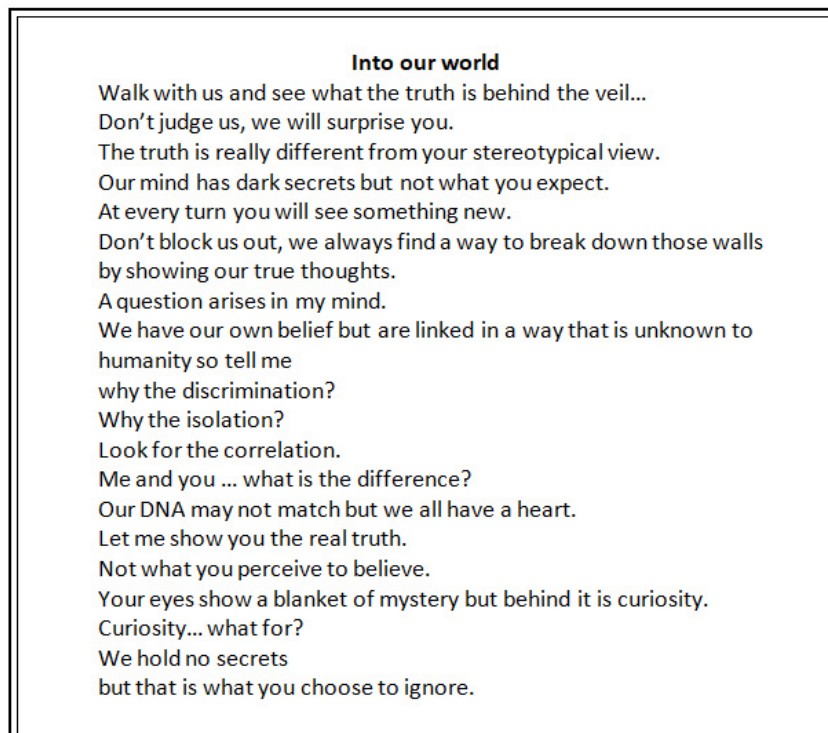 Into our world
Walk with us and see what the truth is behind the veil...
Don't judge us, we will surprise you.
The truth is really different from your stereotypical view.
Our mind has dark secrets but not what you expect.
At every turn you will see something new.
Don't block us out, we always find a way to break down those walls
by showing our true thoughts.
A question arises in my mind.
We have our own belief but are linked in a way that is unknown to
humanity so tell me
why the discrimination?
Why the isolation?
Look for the correlation.
Me and you ... what is the difference?
Our DNA may not match but we all have a heart.
Let me show you the real truth.
Not what you perceive to believe.
Your eyes show a blanket of mystery but behind it is curiosity.
Curiosity... what for?
We hold no secrets
but that is what you choose to ignore.